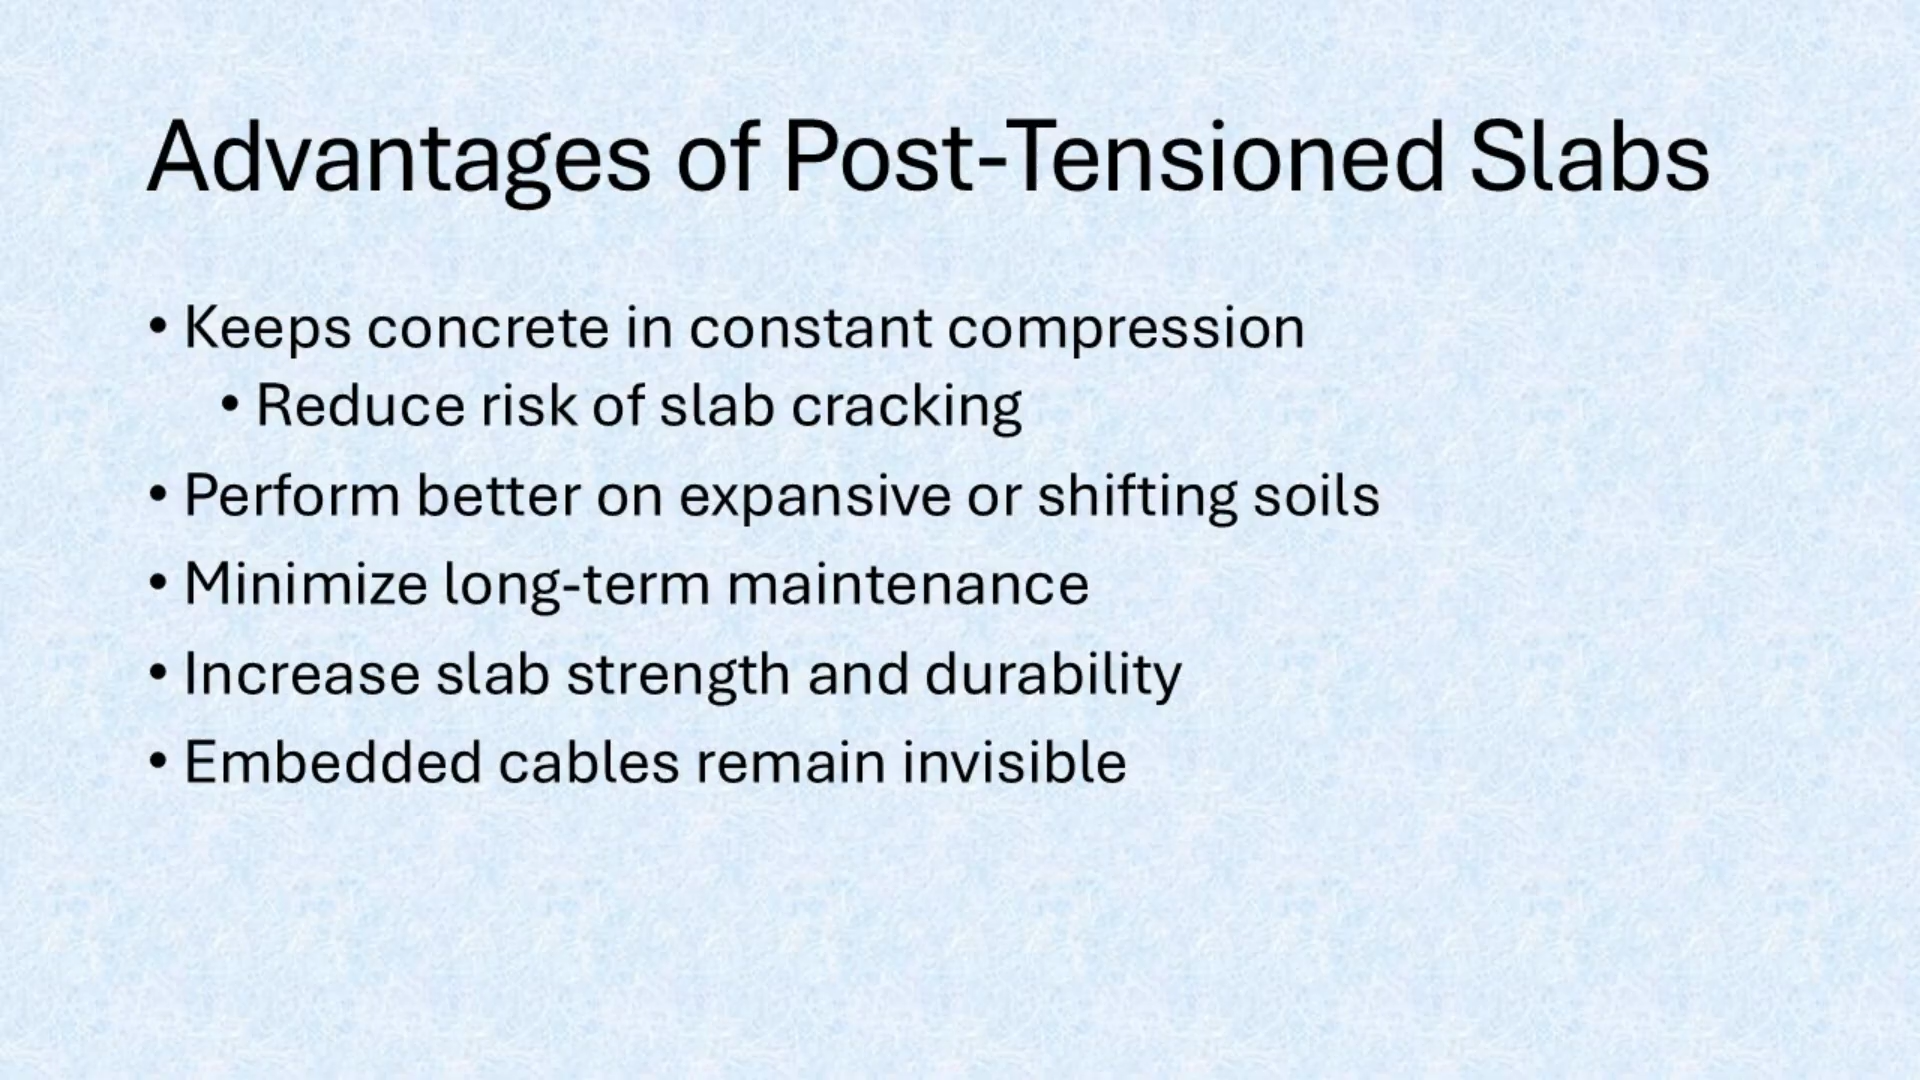 Advantages of Post-Tensioned Slabs
• Keeps concrete in constant compression
• Reduce risk of slab cracking
• Perform better on expansive or shifting soils
• Minimize long-term maintenance
• Increase slab strength and durability
• Embedded cables remain invisible